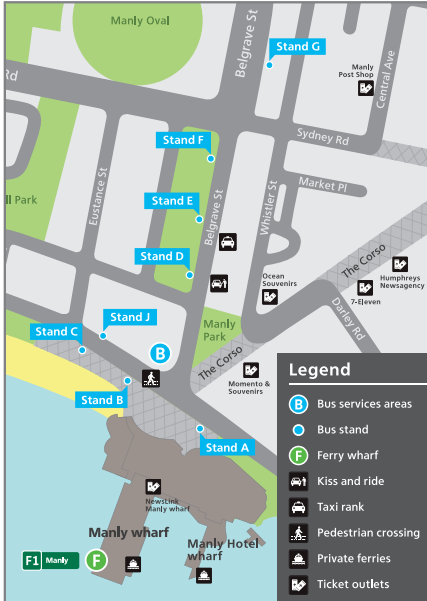 Manly Oval
Belgrave St
Stand G
Manly
Post Shop
Central Ave
Rd
Sydney Rd
Stand F
Eustance St
Market Pl
ll Park
Stand E
Belgrave St
Whistler St
The Corso
Stand D
Ocean
Souvenirs
Humphreys
Newsagency
7-Eleven
Darley Rd
Stand J
Manly
Park
Stand C
B
The Corso
Momento &
Souvenirs
Stand B
Stand A
NewsLink
Manly wharf
Manly wharf
Manly Hotel
wharf
F1 Manly
F
Legend
B Bus services areas
Bus stand
F Ferry wharf
Kiss and ride
Taxi rank
Pedestrian crossing
Private ferries
Ticket outlets